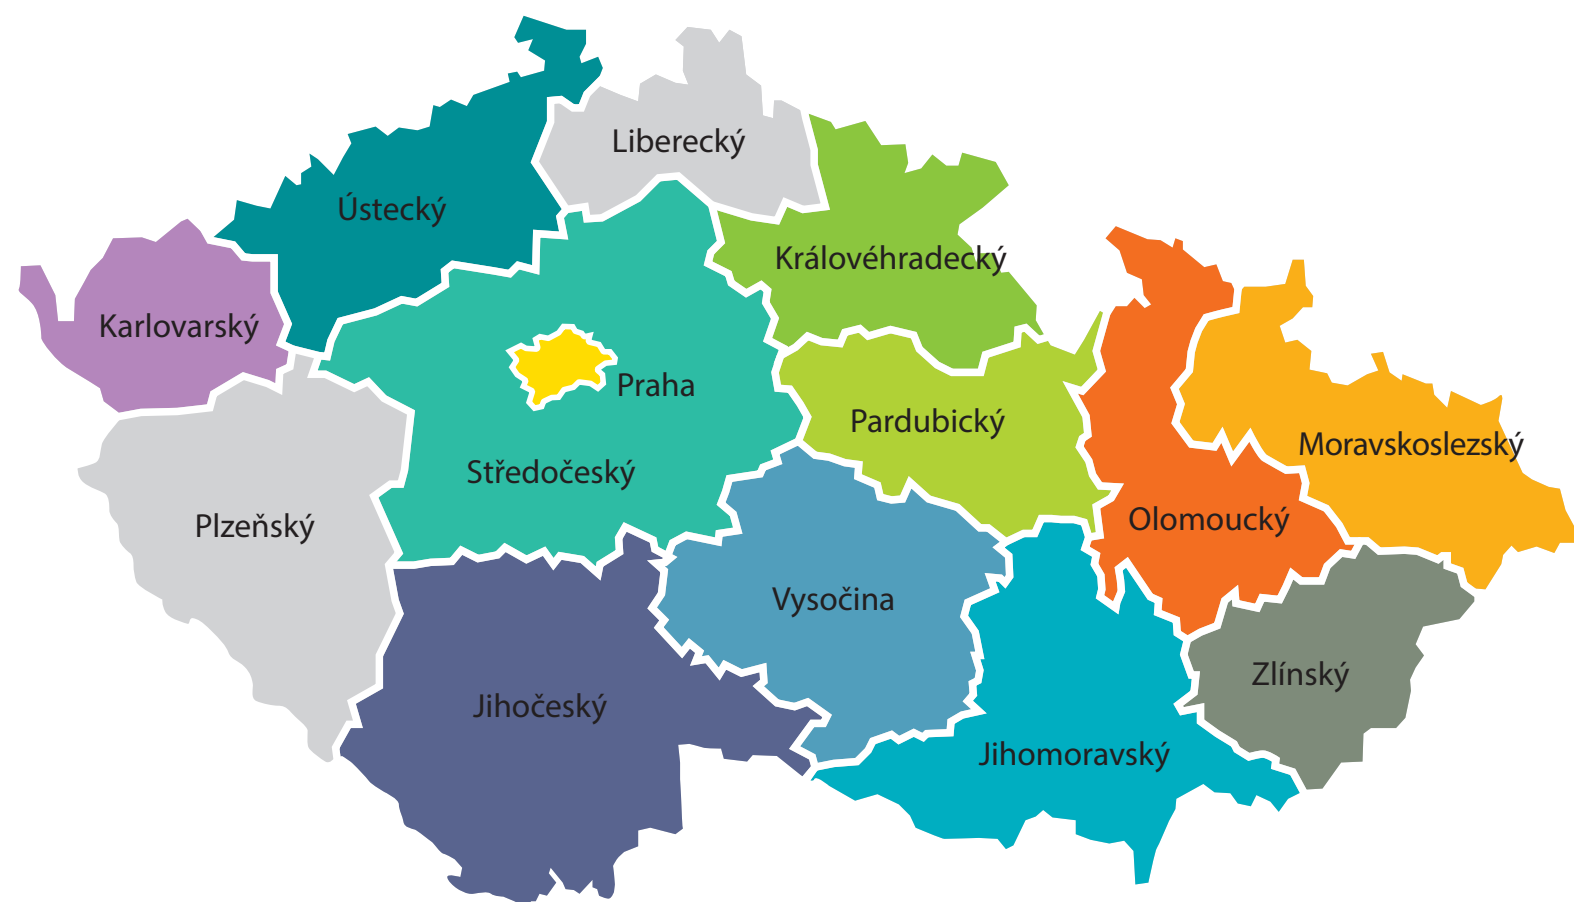 Liberecký
Ústecký
Královéhradecký
Karlovarský
Praha
Pardubický
Moravskoslezský
Středočeský
Olomoucký
Plzeňský
Vysočina
Zlínský
Jihočeský
Jihomoravský